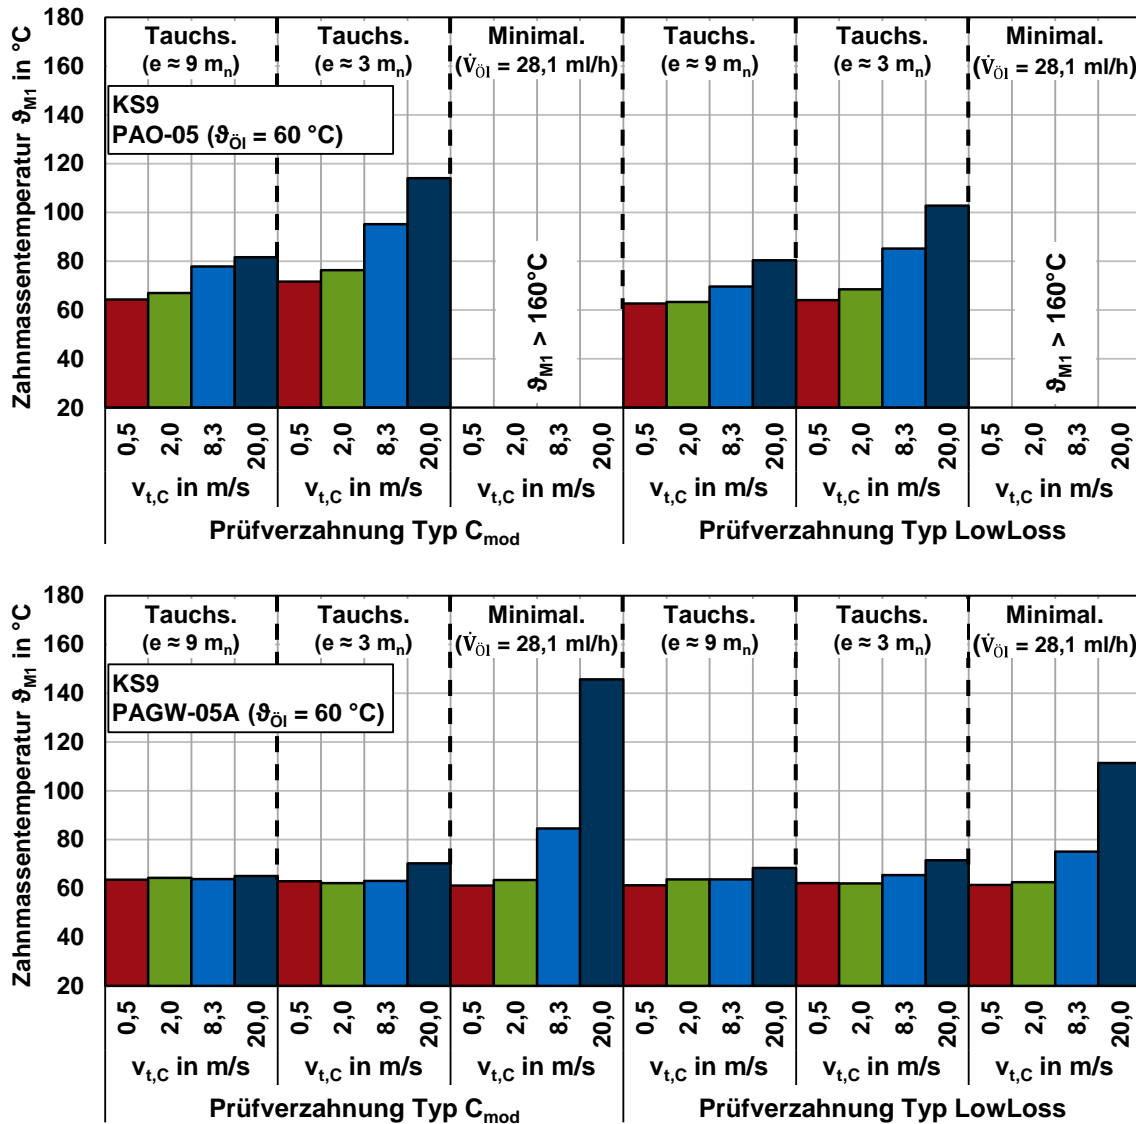 Zahnmassentemperatur ϑM1 in °C
180
160
140
120
100
80
60
40
20
Tauchs. Tauchs. Minimal. Tauchs. Tauchs. Minimal.
(e ≈ 9 mn) (e ≈ 3 mn) (V̇Öl = 28,1 ml/h) (e ≈ 9 mn) (e ≈ 3 mn) (V̇Öl = 28,1 ml/h)
KS9
PAO-05 (ϑÖl = 60 °C)
ϑM1 > 160°C ϑM1 > 160°C
0,5 2,0 8,3 20,0 0,5 2,0 8,3 20,0 0,5 2,0 8,3 20,0 0,5 2,0 8,3 20,0 0,5 2,0 8,3 20,0 0,5 2,0 8,3 20,0
vt,C in m/s vt,C in m/s vt,C in m/s vt,C in m/s vt,C in m/s vt,C in m/s
Prüfverzahnung Typ Cmod Prüfverzahnung Typ LowLoss
Zahnmassentemperatur ϑM1 in °C
180
160
140
120
100
80
60
40
20
Tauchs. Tauchs. Minimal. Tauchs. Tauchs. Minimal.
(e ≈ 9 mn) (e ≈ 3 mn) (V̇Öl = 28,1 ml/h) (e ≈ 9 mn) (e ≈ 3 mn) (V̇Öl = 28,1 ml/h)
KS9
PAGW-05A (ϑÖl = 60 °C)
0,5 2,0 8,3 20,0 0,5 2,0 8,3 20,0 0,5 2,0 8,3 20,0 0,5 2,0 8,3 20,0 0,5 2,0 8,3 20,0 0,5 2,0 8,3 20,0
vt,C in m/s vt,C in m/s vt,C in m/s vt,C in m/s vt,C in m/s vt,C in m/s
Prüfverzahnung Typ Cmod Prüfverzahnung Typ LowLoss